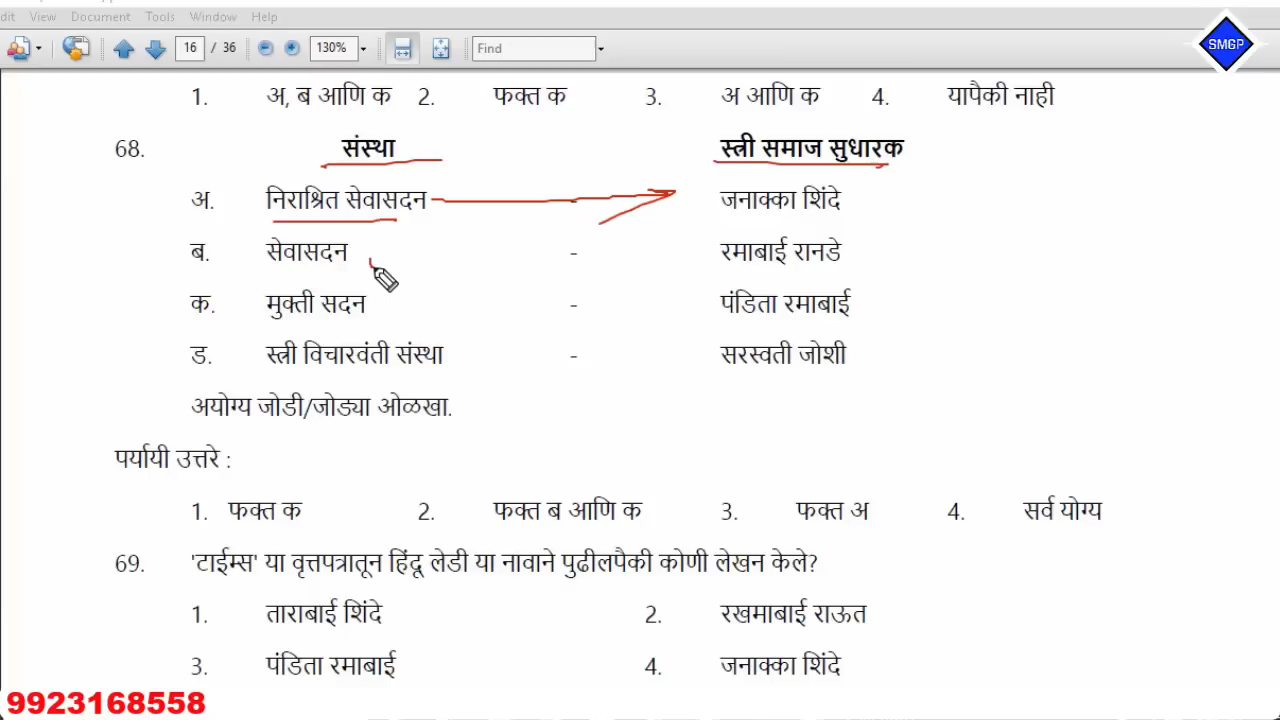 dit View Document Tools Window Help
16 / 36 130% Find
SMGP
1. अ, ब आणि क 2. फक्त क 3. अ आणि क 4. यापैकी नाही
68. संस्था स्त्री समाज सुधारक
अ. निराश्रित सेवासदन - जनाक्का शिंदे
ब. सेवासदन - रमाबाई रानडे
क. मुक्ती सदन - पंडिता रमाबाई
ड. स्त्री विचारवंती संस्था - सरस्वती जोशी
अयोग्य जोडी/जोड्या ओळखा.
पर्यायी उत्तरे :
1. फक्त क 2. फक्त ब आणि क 3. फक्त अ 4. सर्व योग्य
69. 'टाईम्स' या वृत्तपत्रातून हिंदू लेडी या नावाने पुढीलपैकी कोणी लेखन केले?
1. ताराबाई शिंदे 2. रखमाबाई राऊत
3. पंडिता रमाबाई 4. जनाक्का शिंदे
9923168558